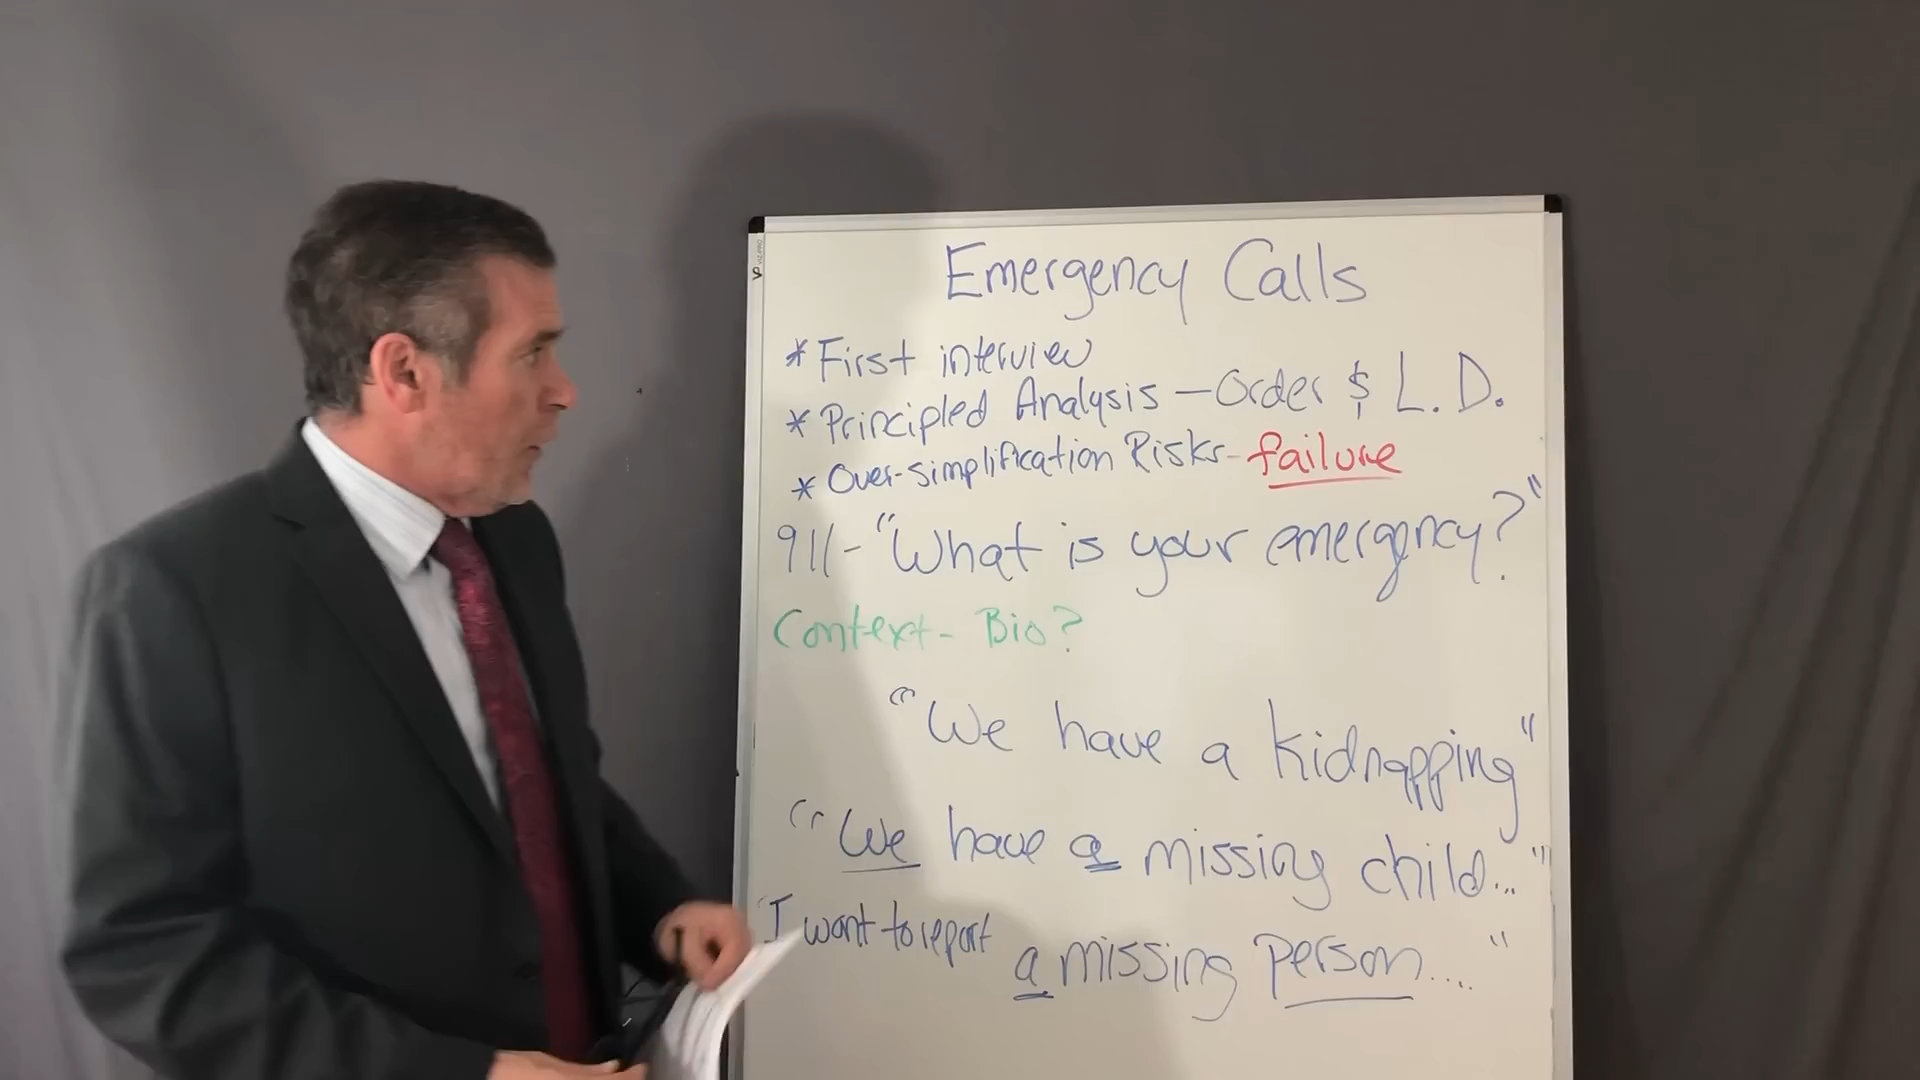 Emergency Calls
* First interview
* Principled Analysis – Order & L. D.
* Over-simplification Risks - failure
911 - "What is your emergency?"
Context - Bio?
"We have a kidnapping"
"We have a missing child..."
"I want to report a missing person...."